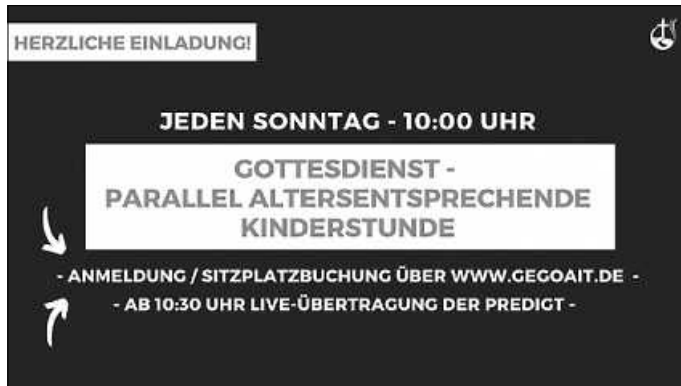 HERZLICHE EINLADUNG!
JEDEN SONNTAG - 10:00 UHR
GOTTESDIENST -
PARALLEL ALTERSENTSPRECHENDE
KINDERSTUNDE
- ANMELDUNG / SITZPLATZBUCHUNG ÜBER WWW.GEGOAIT.DE -
- AB 10:30 UHR LIVE-ÜBERTRAGUNG DER PREDIGT -